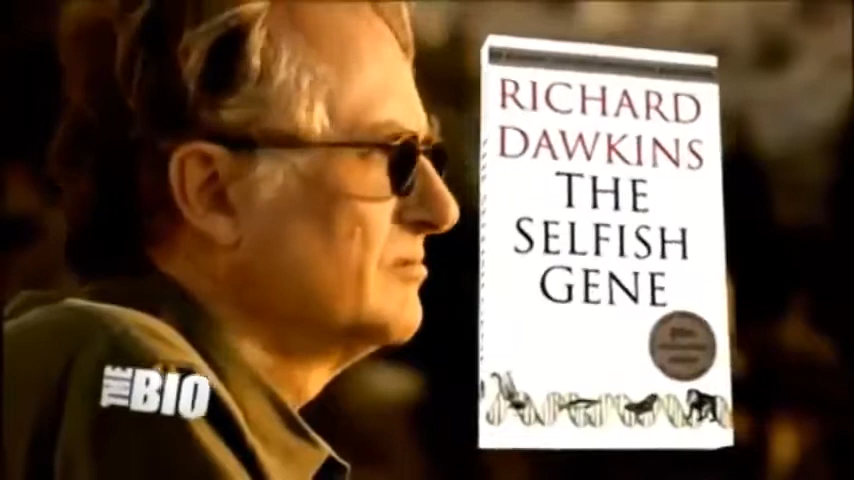 RICHARD
DAWKINS
THE
SELFISH
GENE
THE BIO